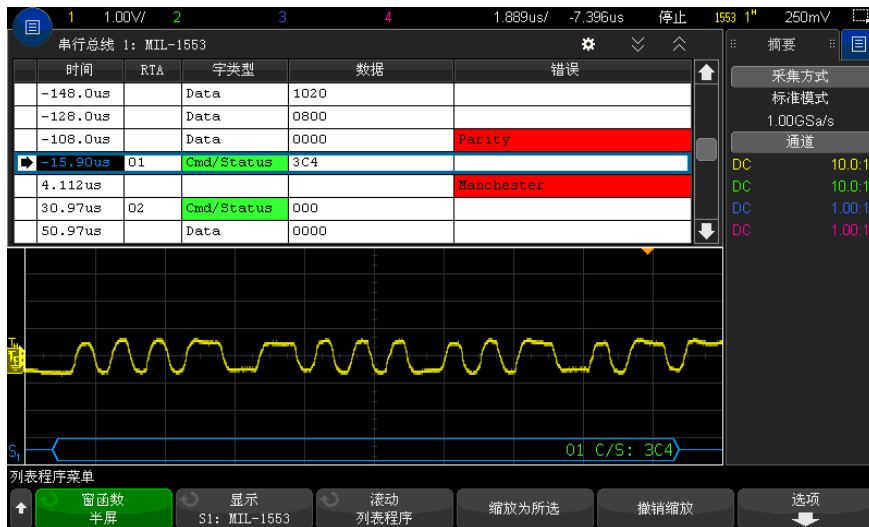 1 1.00V/ 2 3 4 1.889us/ -7.396us 停止 1553 1ᴴ 250mV
串行总线 1: MIL-1553
时间 RTA 字类型 数据 错误
-148.0us Data 1020
-128.0us Data 0800
-108.0us Data 0000 Parity
-15.90us 01 Cmd/Status 3C4
4.112us Manchester
30.97us 02 Cmd/Status 000
50.97us Data 0000
摘要
采集方式
标准模式
1.00GSa/s
通道
DC 10.0:1
DC 10.0:1
DC 1.00:1
DC 1.00:1
S₁ 01 C/S: 3C4
列表程序菜单
窗函数
半屏
显示
S1: MIL-1553
滚动
列表程序
缩放为所选
撤销缩放
选项